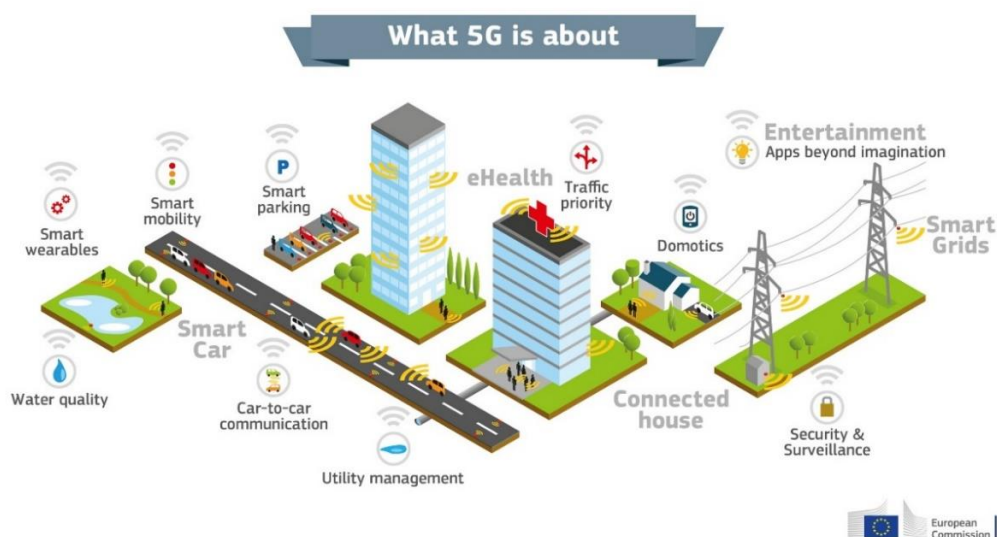 What 5G is about
Smart
wearables
Smart
mobility
P
Smart
parking
eHealth
Traffic
priority
Domotics
Entertainment
Apps beyond imagination
Smart
Grids
Water quality
Smart
Car
Car-to-car
communication
Utility management
Connected
house
Security &
Surveillance
European
Commission